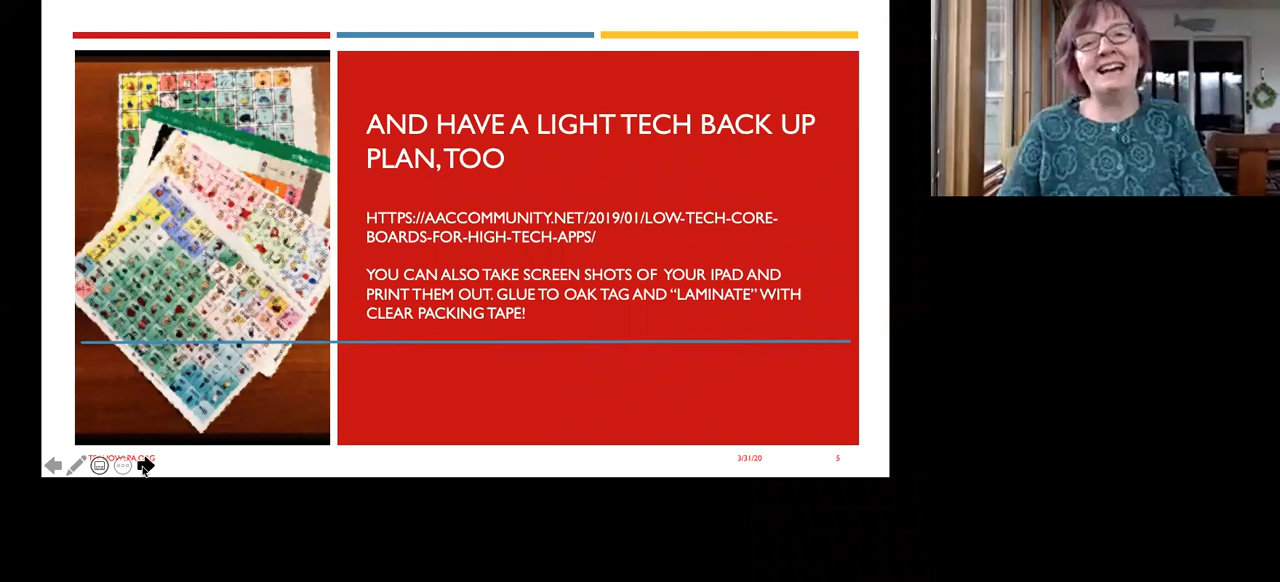 AND HAVE A LIGHT TECH BACK UP
PLAN, TOO
HTTPS://AACCOMMUNITY.NET/2019/01/LOW-TECH-CORE-
BOARDS-FOR-HIGH-TECH-APPS/
YOU CAN ALSO TAKE SCREEN SHOTS OF YOUR IPAD AND
PRINT THEM OUT. GLUE TO OAK TAG AND “LAMINATE” WITH
CLEAR PACKING TAPE!
3/31/20
5